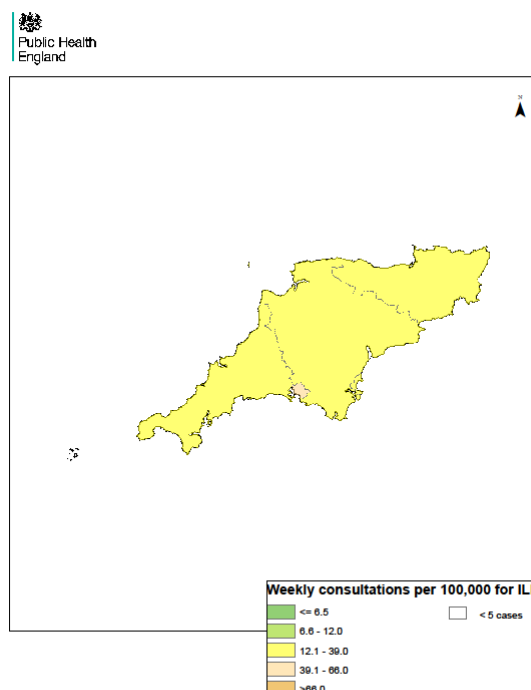 Public Health
England
N
Weekly consultations per 100,000 for IL
<= 6.5
< 5 cases
6.6 - 12.0
12.1 - 39.0
39.1 - 66.0
>66.0